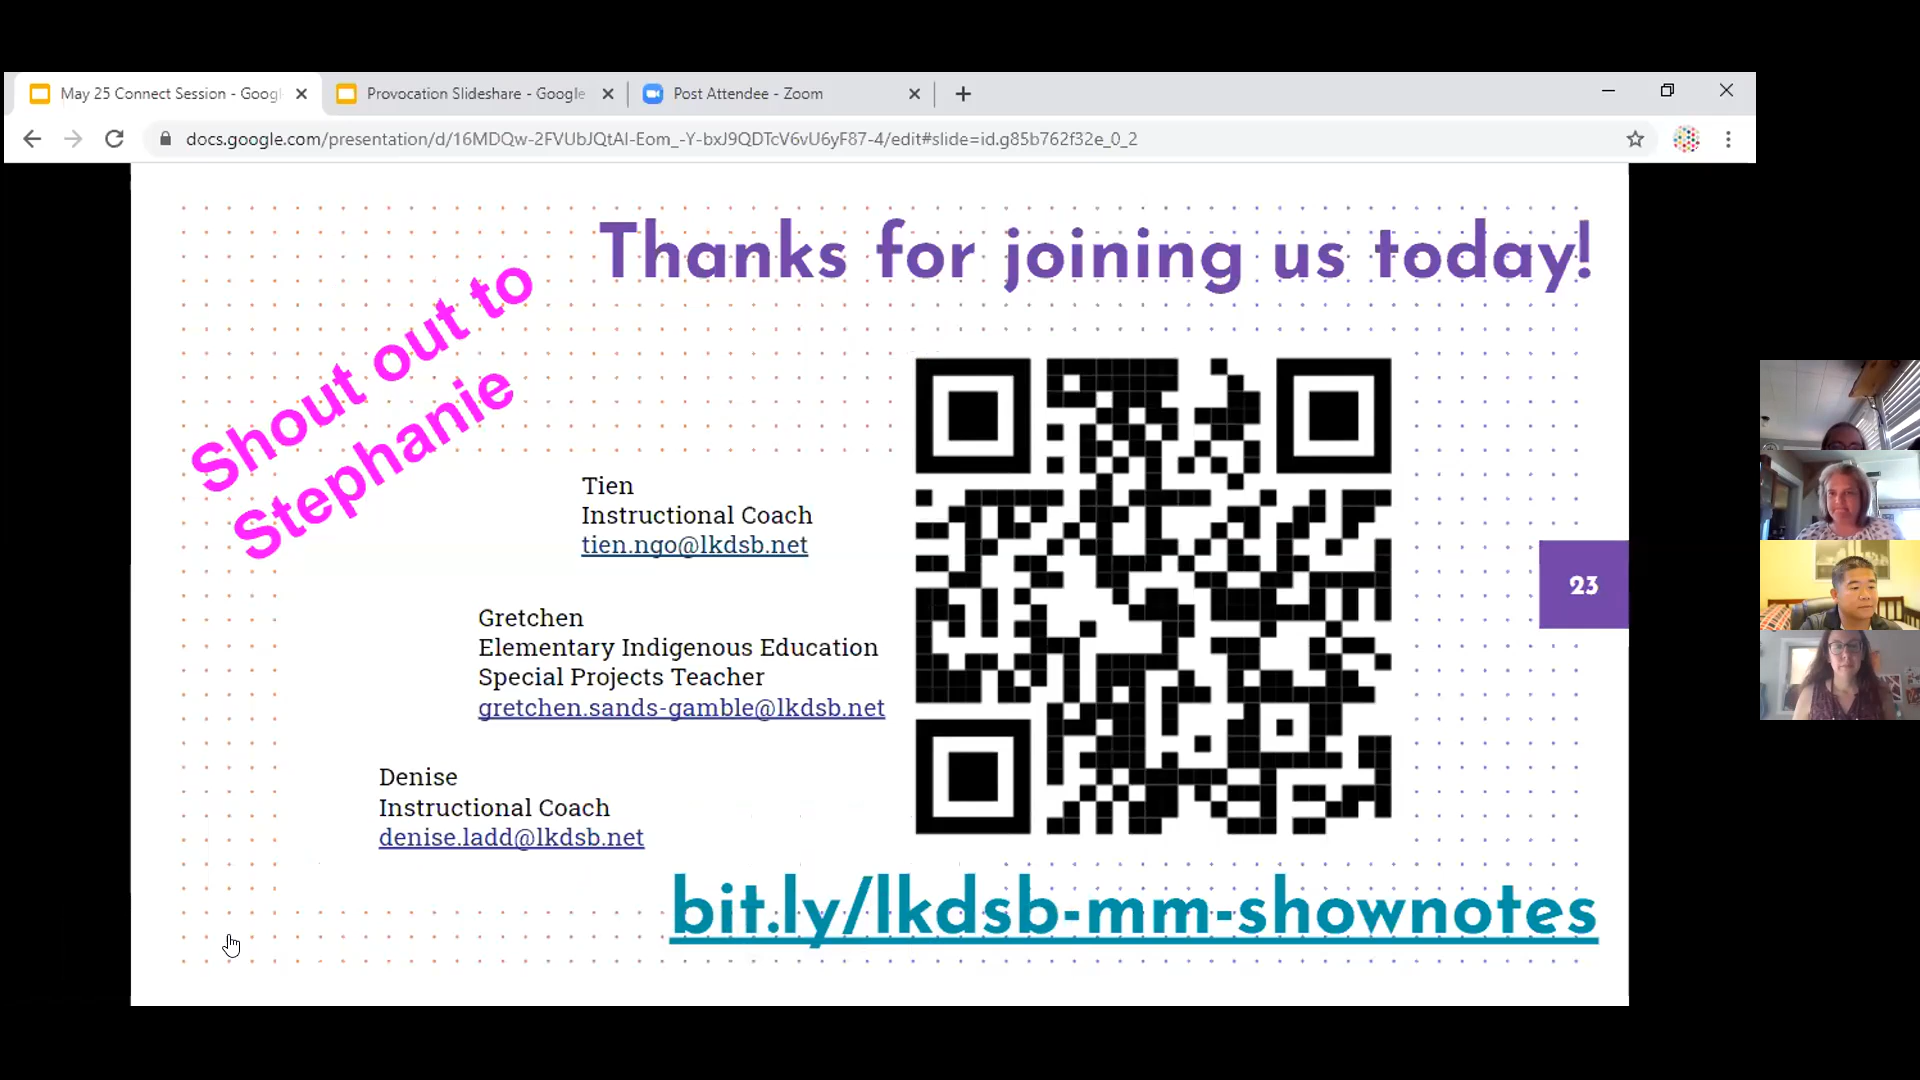 May 25 Connect Session - Googl
Provocation Slideshare - Google
Post Attendee - Zoom
docs.google.com/presentation/d/16MDQw-2FVUbJQtAI-Eom_-Y-bxJ9QDTcV6vU6yF87-4/edit#slide=id.g85b762f32e_0_2
Thanks for joining us today!
Shout out to
Stephanie
Tien
Instructional Coach
tien.ngo@lkdsb.net
23
Gretchen
Elementary Indigenous Education
Special Projects Teacher
gretchen.sands-gamble@lkdsb.net
Denise
Instructional Coach
denise.ladd@lkdsb.net
bit.ly/lkdsb-mm-shownotes